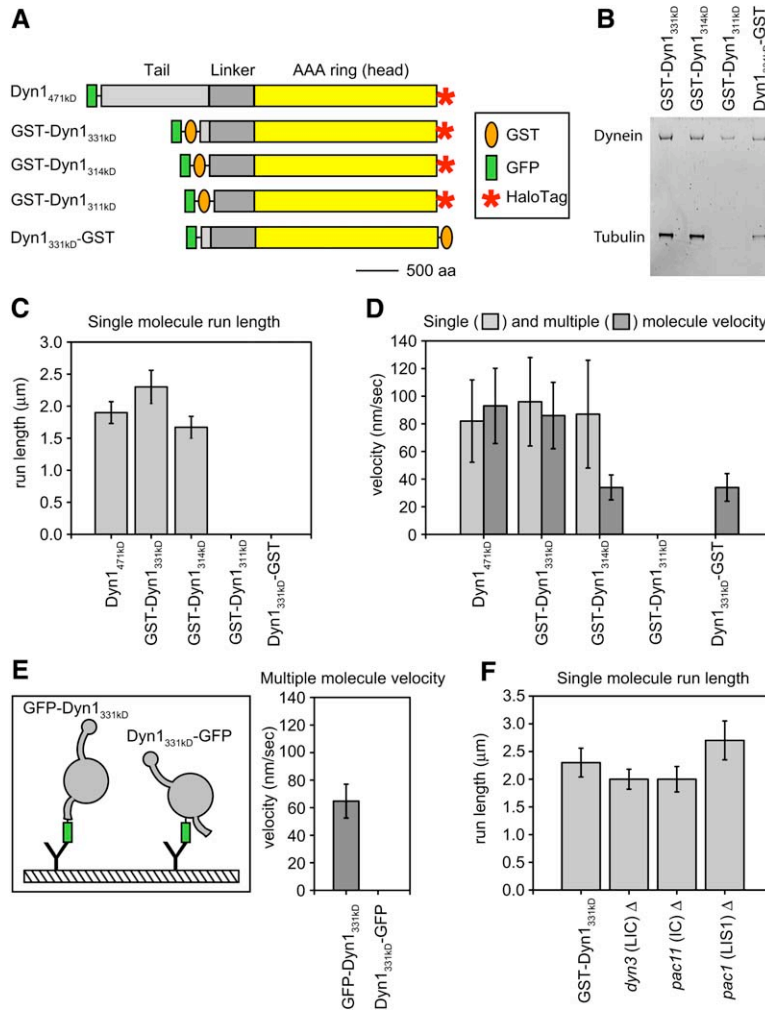 A
Tail Linker AAA ring (head)
Dyn1471kD
GST-Dyn1331kD
GST-Dyn1314kD
GST-Dyn1311kD
Dyn1331kD-GST
GST
GFP
HaloTag
500 aa
B
GST-Dyn1331kD
GST-Dyn1314kD
GST-Dyn1311kD
Dynein
Tubulin
C
Single molecule run length
run length (μm)
3.0
2.5
2.0
1.5
1.0
0.5
0.0
Dyn1471kD
GST-Dyn1331kD
GST-Dyn1314kD
GST-Dyn1311kD
Dyn1331kD-GST
D
Single ( ) and multiple ( ) molecule velocity
velocity (nm/sec)
140
120
100
80
60
40
20
0
Dyn1471kD
GST-Dyn1331kD
GST-Dyn1314kD
GST-Dyn1311kD
Dyn1331kD-GST
E
GFP-Dyn1331kD
Dyn1331kD-GFP
Multiple molecule velocity
velocity (nm/sec)
140
120
100
80
60
40
20
0
GFP-Dyn1331kD
Dyn1331kD-GFP
F
Single molecule run length
run length (μm)
3.5
3.0
2.5
2.0
1.5
1.0
0.5
0.0
GST-Dyn1331kD
dyn3 (LIC) Δ
pac11 (IC) Δ
pac1 (LIS1) Δ